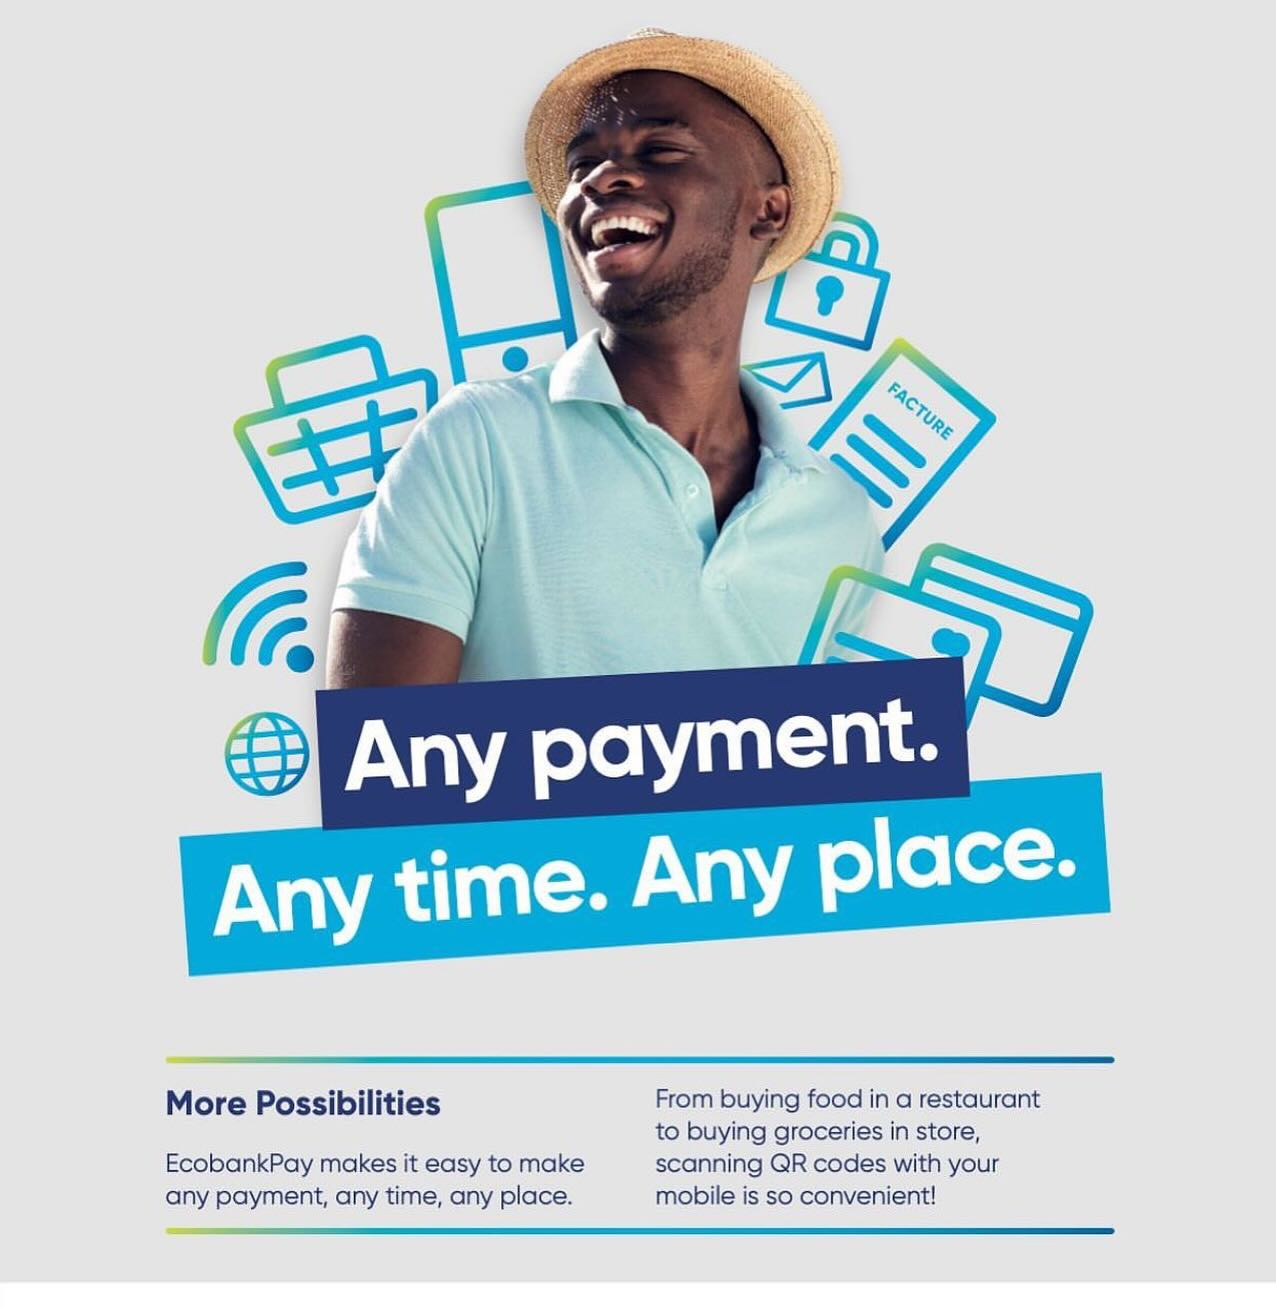 FACTURE
Any payment.
Any time. Any place.
More Possibilities
EcobankPay makes it easy to make
any payment, any time, any place.
From buying food in a restaurant
to buying groceries in store,
scanning QR codes with your
mobile is so convenient!